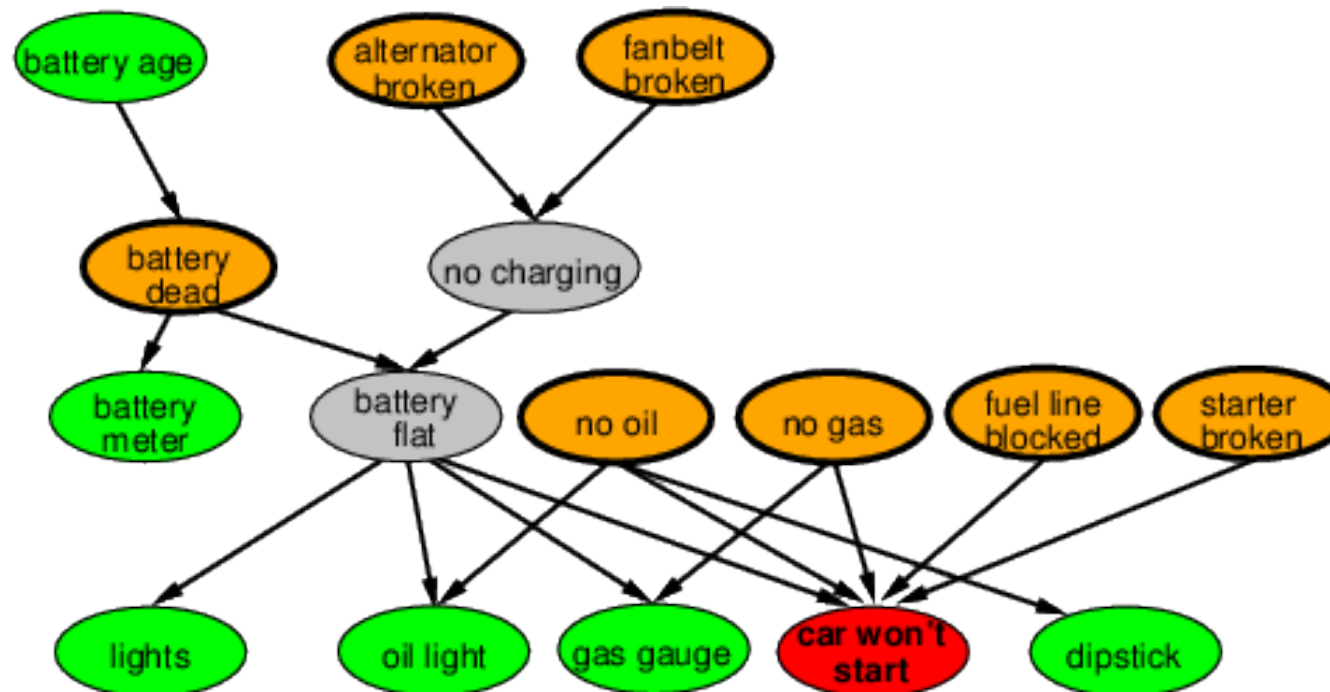 battery age
alternator
broken
fanbelt
broken
battery
dead
no charging
battery
meter
battery
flat
no oil
no gas
fuel line
blocked
starter
broken
lights
oil light
gas gauge
car won't
start
dipstick